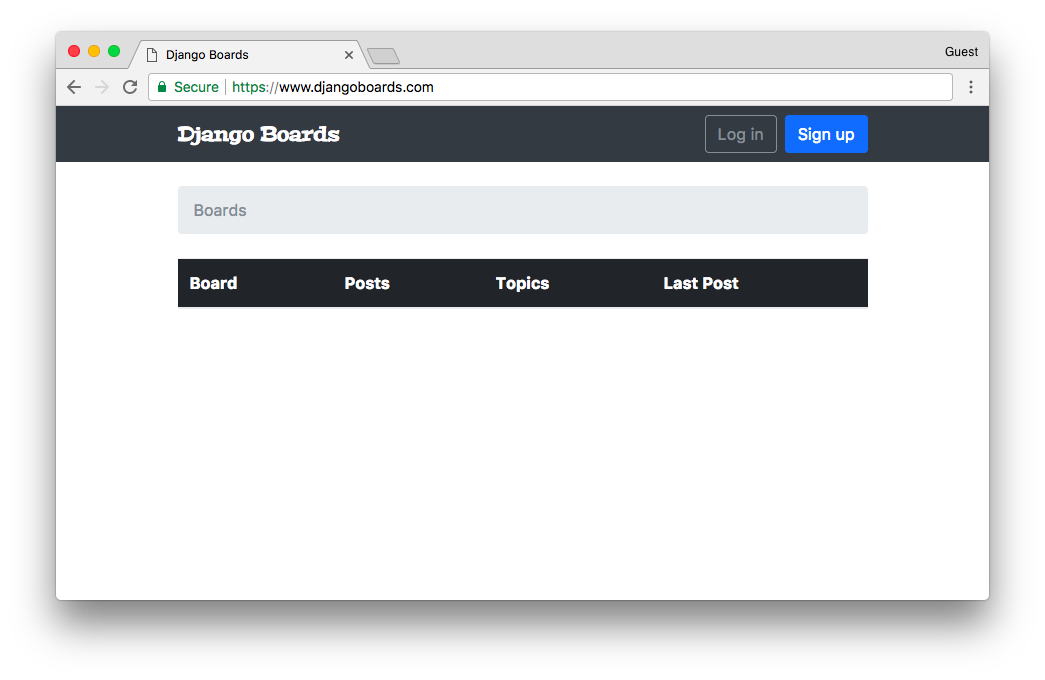 Django Boards
Guest
Secure https://www.djangoboards.com
Django Boards
Log in
Sign up
Boards
Board Posts Topics Last Post